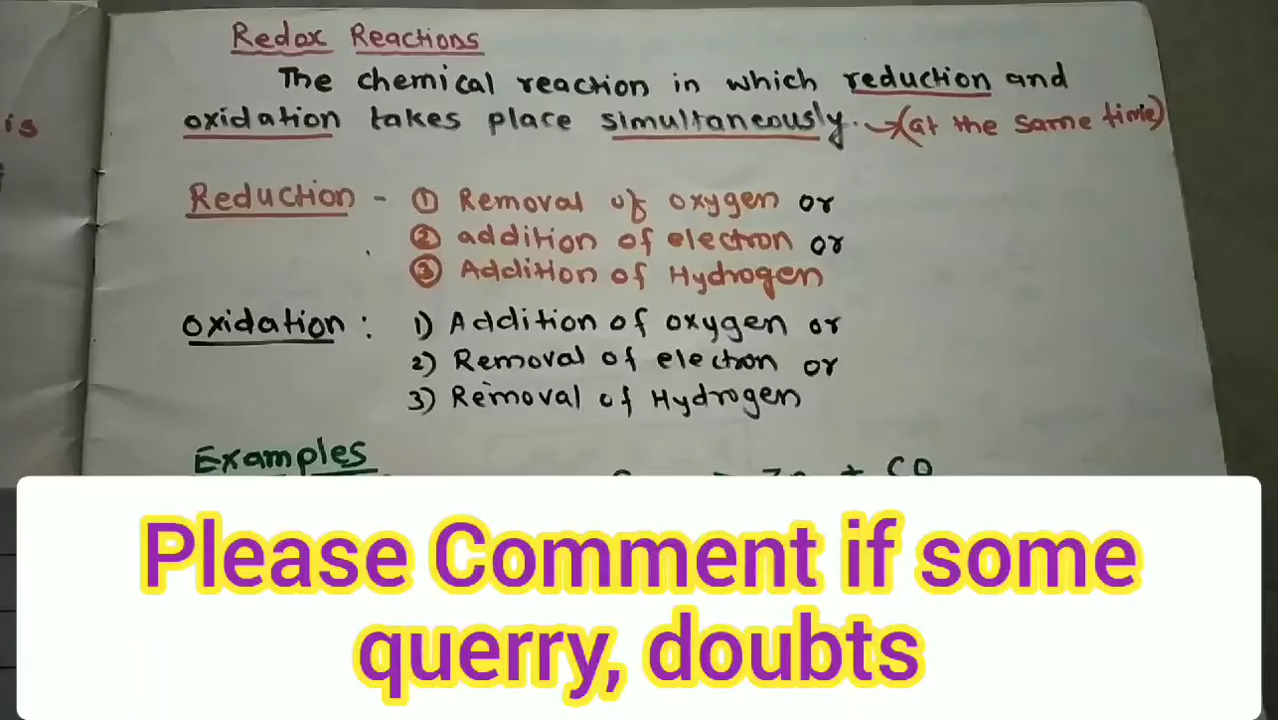 Redox Reactions
The chemical reaction in which reduction and
is
oxidation takes place simultaneously. (at the same time)
Reduction - ① Removal of oxygen or
② addition of electron or
③ Addition of Hydrogen
oxidation : 1) Addition of oxygen or
2) Removal of electron or
3) Removal of Hydrogen
Examples
+ CO
Please Comment if some
querry, doubts